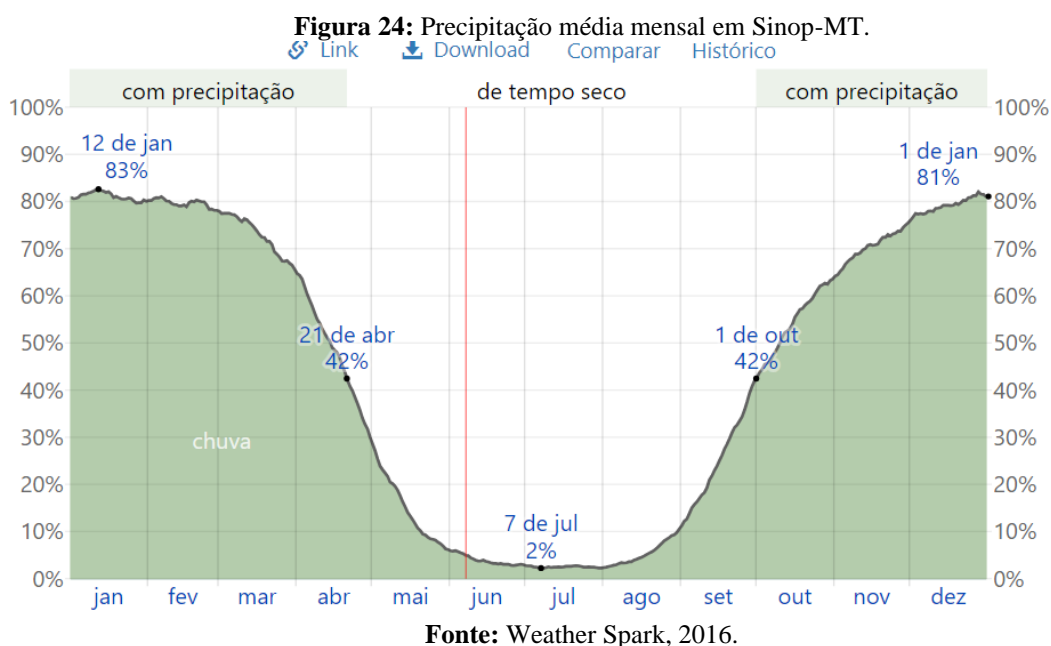 Figura 24: Precipitação média mensal em Sinop-MT.
Link Download Comparar Histórico
com precipitação de tempo seco com precipitação
100% 100%
12 de jan 1 de jan
90% 90%
83% 81%
80% 80%
70% 70%
60% 60%
21 de abr 1 de out
50% 50%
42% 42%
40% 40%
chuva
30% 30%
20% 20%
7 de jul
10% 10%
2%
0% 0%
jan fev mar abr mai jun jul ago set out nov dez
Fonte: Weather Spark, 2016.